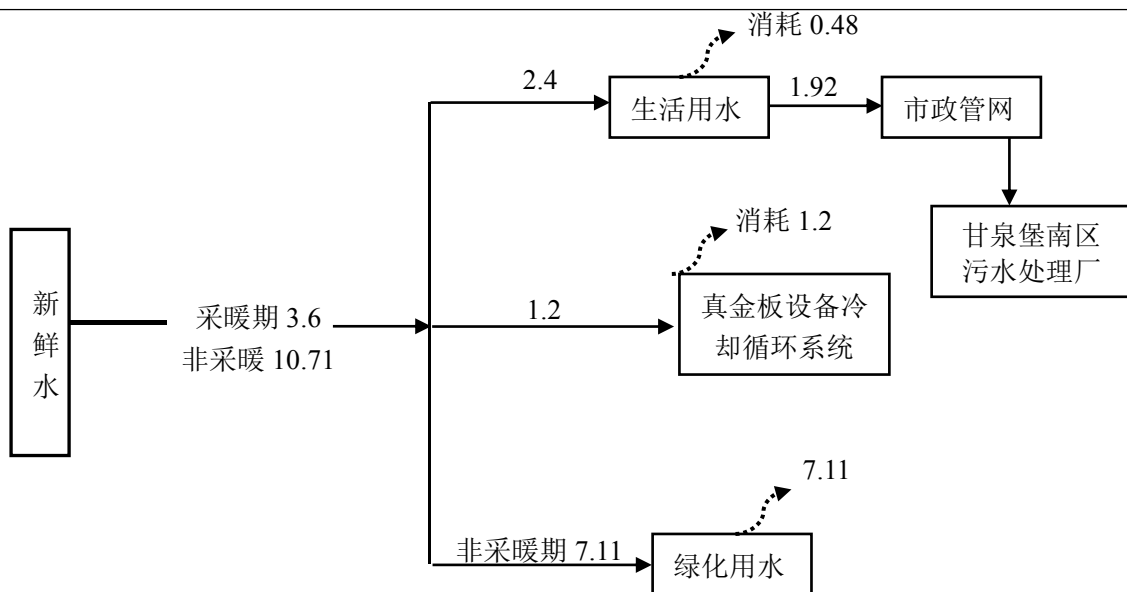 消耗 0.48
2.4
生活用水
1.92
市政管网
甘泉堡南区
污水处理厂
消耗 1.2
新
鲜
水
采暖期 3.6
非采暖 10.71
1.2
真金板设备冷
却循环系统
7.11
非采暖期 7.11
绿化用水